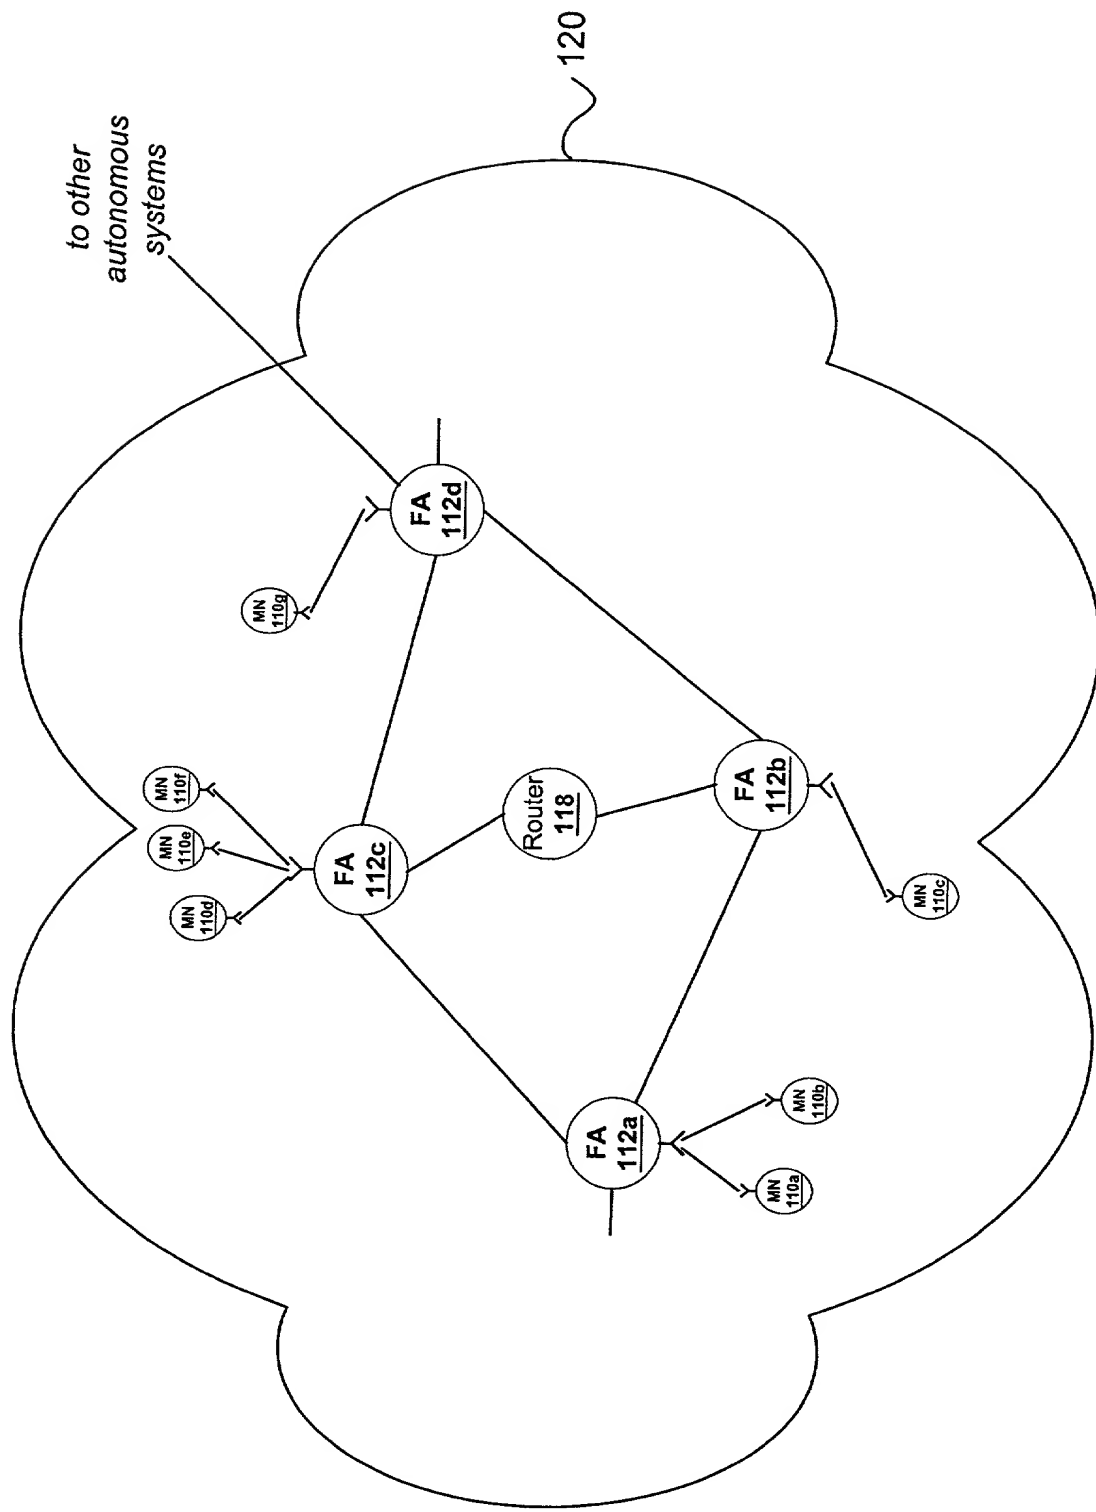 to other
autonomous
systems
120
MN
110g
FA
112d
MN
110f
MN
110e
MN
110d
FA
112c
Router
118
FA
112b
MN
110c
FA
112a
MN
110b
MN
110a